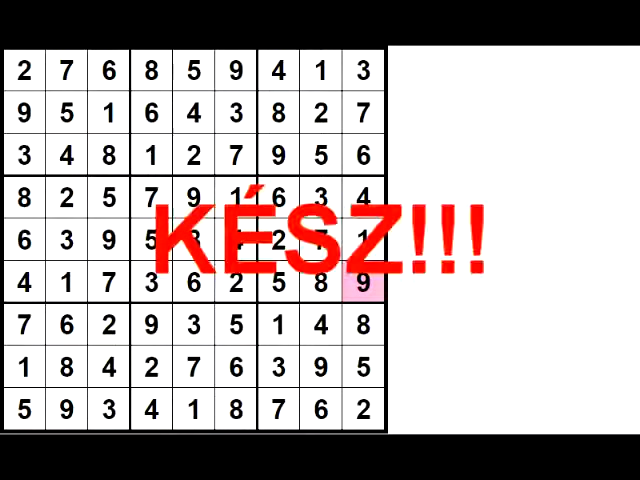 2 7 6 8 5 9 4 1 3
9 5 1 6 4 3 8 2 7
3 4 8 1 2 7 9 5 6
8 2 5 7 9 1 6 3 4
6 3 9 5 8 4 2 7 1
KÉSZ!!!
4 1 7 3 6 2 5 8 9
7 6 2 9 3 5 1 4 8
1 8 4 2 7 6 3 9 5
5 9 3 4 1 8 7 6 2